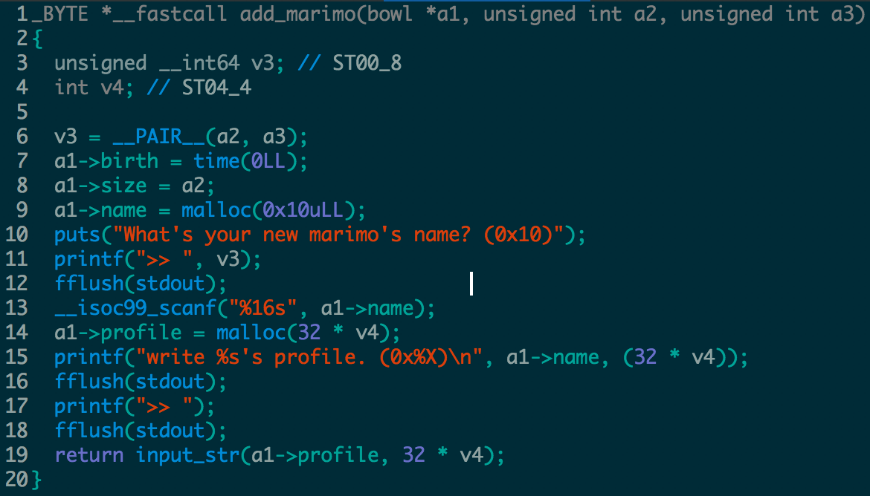 1 _BYTE *__fastcall add_marimo(bowl *a1, unsigned int a2, unsigned int a3)
2 {
3 unsigned __int64 v3; // ST00_8
4 int v4; // ST04_4
5
6 v3 = __PAIR__(a2, a3);
7 a1->birth = time(0LL);
8 a1->size = a2;
9 a1->name = malloc(0x10uLL);
10 puts("What's your new marimo's name? (0x10)");
11 printf(">> ", v3);
12 fflush(stdout);
13 __isoc99_scanf("%16s", a1->name);
14 a1->profile = malloc(32 * v4);
15 printf("write %s's profile. (0x%X)\n", a1->name, (32 * v4));
16 fflush(stdout);
17 printf(">> ");
18 fflush(stdout);
19 return input_str(a1->profile, 32 * v4);
20 }